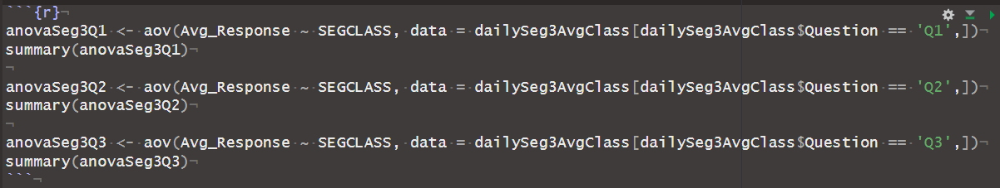 ```{r}¬
anovaSeg3Q1 <- aov(Avg_Response ~ SEGCLASS, data = dailySeg3AvgClass[dailySeg3AvgClass$Question == 'Q1',])¬
summary(anovaSeg3Q1)¬
¬
anovaSeg3Q2 <- aov(Avg_Response ~ SEGCLASS, data = dailySeg3AvgClass[dailySeg3AvgClass$Question == 'Q2',])¬
summary(anovaSeg3Q2)¬
¬
anovaSeg3Q3 <- aov(Avg_Response ~ SEGCLASS, data = dailySeg3AvgClass[dailySeg3AvgClass$Question == 'Q3',])¬
summary(anovaSeg3Q3)¬
```¬